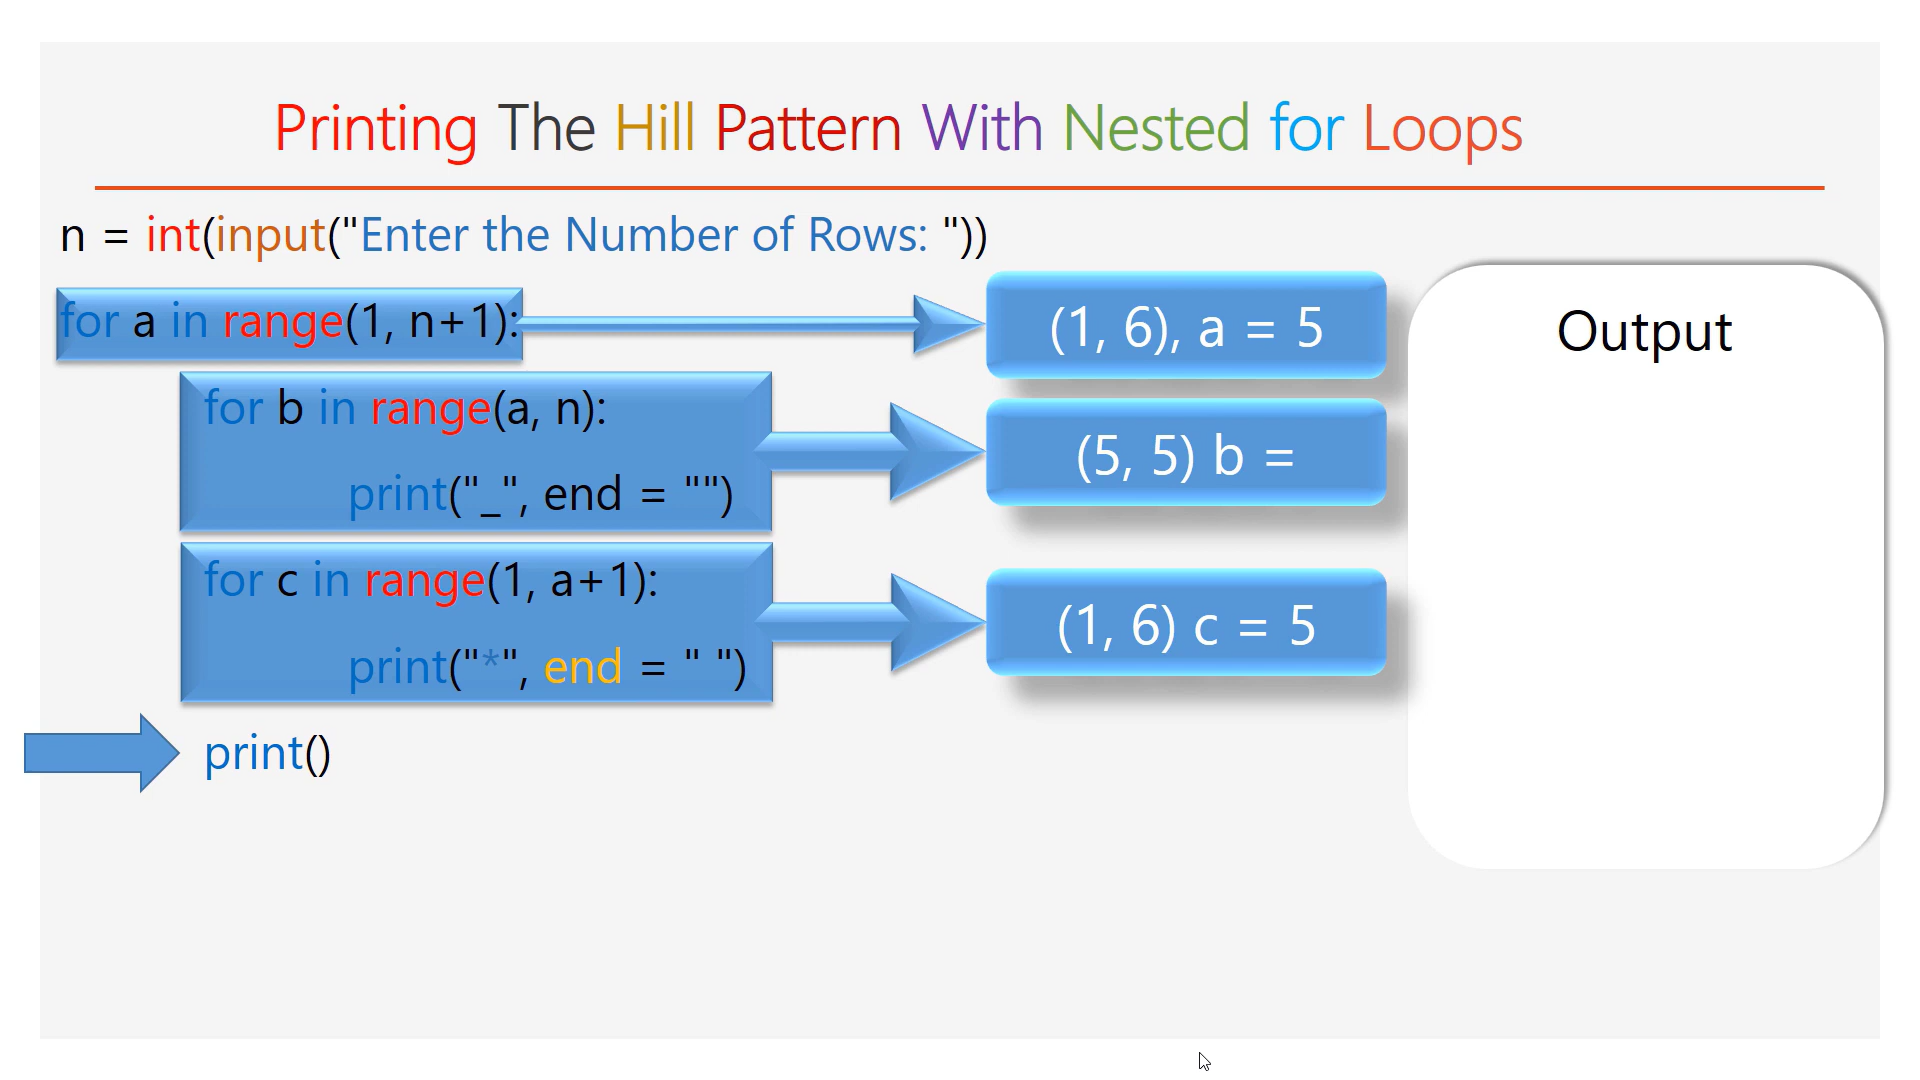 Printing The Hill Pattern With Nested for Loops
n = int(input("Enter the Number of Rows: "))
for a in range(1, n+1):
(1, 6), a = 5
Output
for b in range(a, n):
print("_", end = "")
(5, 5) b =
for c in range(1, a+1):
print("*", end = " ")
(1, 6) c = 5
print()